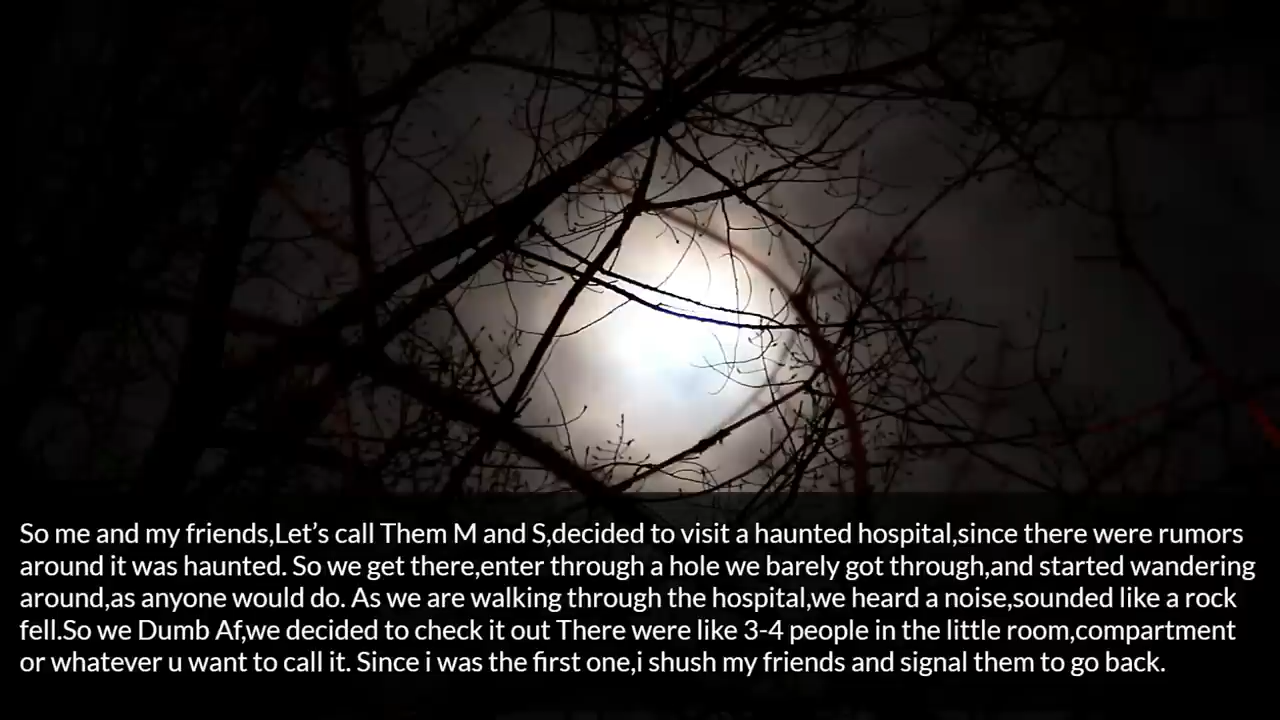 So me and my friends,Let’s call Them M and S,decided to visit a haunted hospital,since there were rumors
around it was haunted. So we get there,enter through a hole we barely got through,and started wandering
around,as anyone would do. As we are walking through the hospital,we heard a noise,sounded like a rock
fell.So we Dumb Af,we decided to check it out There were like 3-4 people in the little room,compartment
or whatever u want to call it. Since i was the first one,i shush my friends and signal them to go back.